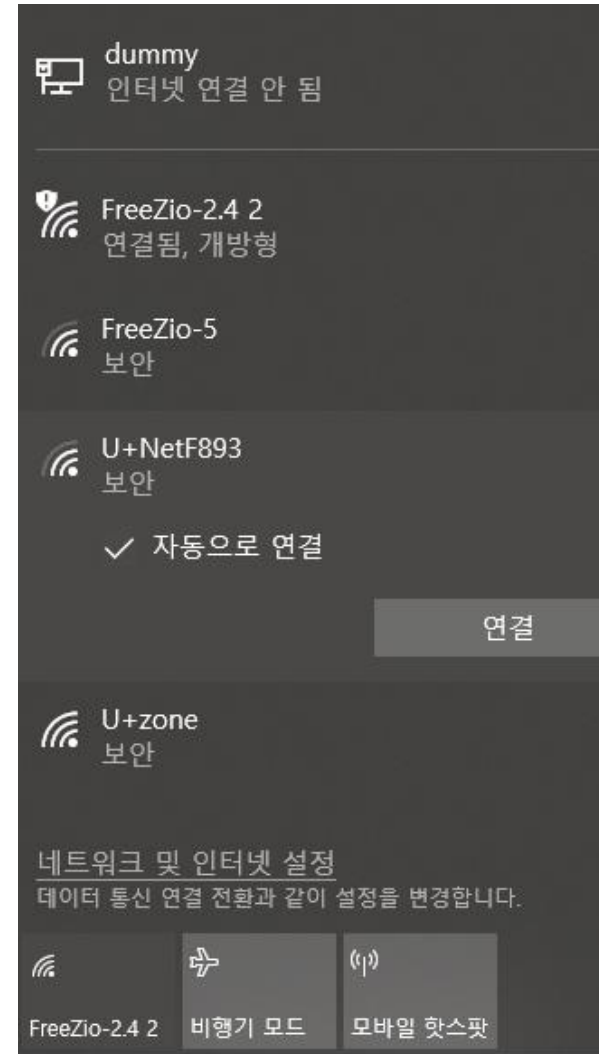 dummy
인터넷 연결 안 됨
FreeZio-2.4 2
연결됨, 개방형
FreeZio-5
보안
U+NetF893
보안
자동으로 연결
연결
U+zone
보안
네트워크 및 인터넷 설정
데이터 통신 연결 전환과 같이 설정을 변경합니다.
FreeZio-2.4 2
비행기 모드
모바일 핫스팟